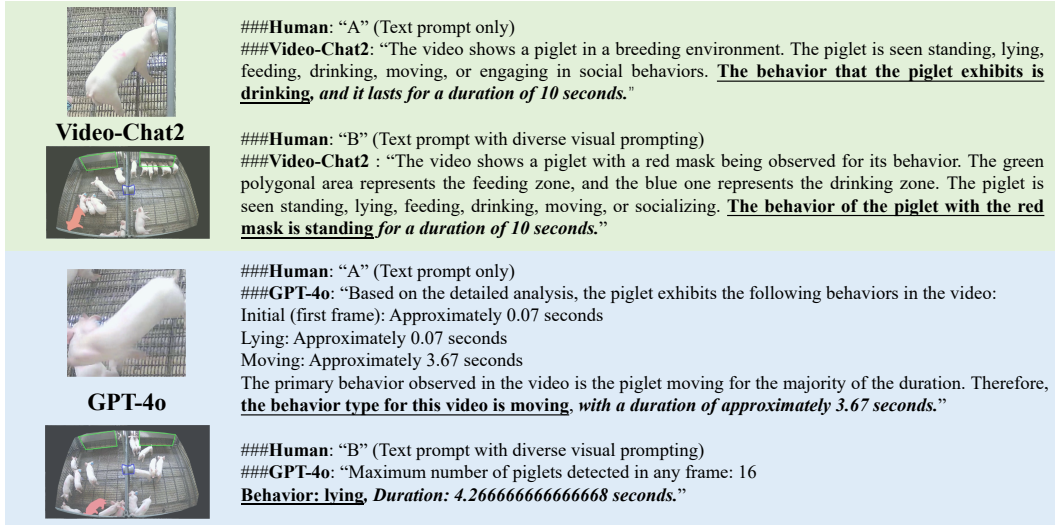 ###Human: “A” (Text prompt only)
###Video-Chat2: “The video shows a piglet in a breeding environment. The piglet is seen standing, lying,
feeding, drinking, moving, or engaging in social behaviors. The behavior that the piglet exhibits is
drinking, and it lasts for a duration of 10 seconds."
Video-Chat2
###Human: “B” (Text prompt with diverse visual prompting)
###Video-Chat2 : “The video shows a piglet with a red mask being observed for its behavior. The green
polygonal area represents the feeding zone, and the blue one represents the drinking zone. The piglet is
seen standing, lying, feeding, drinking, moving, or socializing. The behavior of the piglet with the red
mask is standing for a duration of 10 seconds.”
###Human: “A” (Text prompt only)
###GPT-4o: “Based on the detailed analysis, the piglet exhibits the following behaviors in the video:
Initial (first frame): Approximately 0.07 seconds
Lying: Approximately 0.07 seconds
Moving: Approximately 3.67 seconds
The primary behavior observed in the video is the piglet moving for the majority of the duration. Therefore,
the behavior type for this video is moving, with a duration of approximately 3.67 seconds.”
GPT-4o
###Human: “B” (Text prompt with diverse visual prompting)
###GPT-4o: “Maximum number of piglets detected in any frame: 16
Behavior: lying, Duration: 4.266666666666668 seconds.”